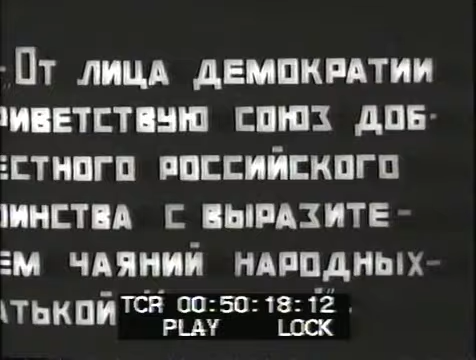 „От лица демократии
риветствую союз доб-
естного российского
оинства с выразите-
ем чаяний народных-
атькой
TCR 00:50:18:12
PLAY LOCK